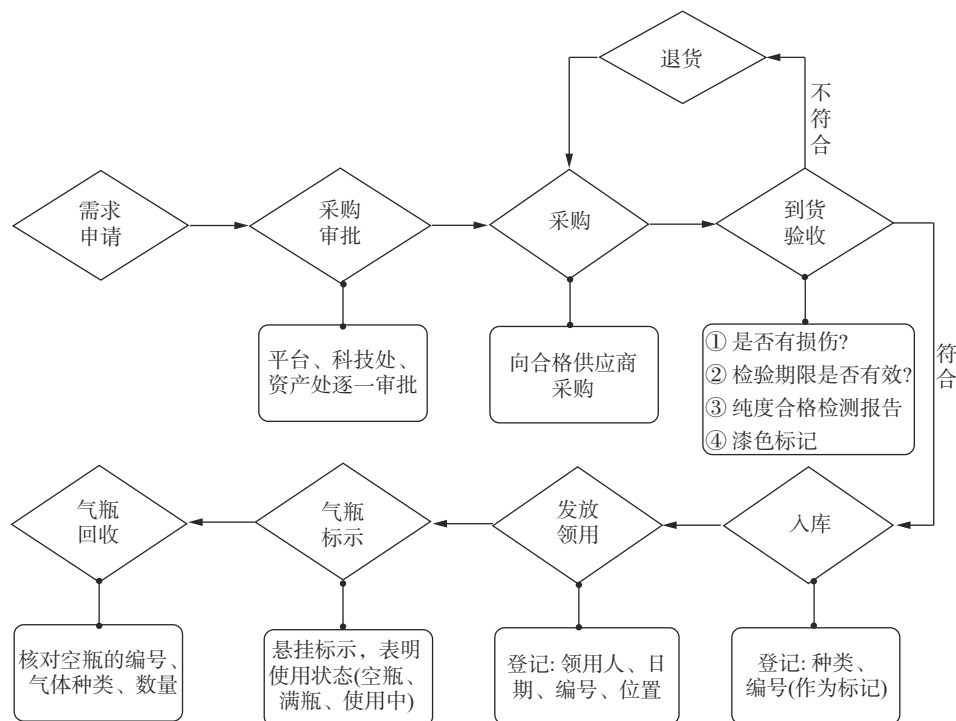 退货
不符合
需求
申请
采购
审批
采购
到货
验收
平台、科技处、
资产处逐一审批
向合格供应商
采购
① 是否有损伤?
② 检验期限是否有效?
③ 纯度合格检测报告
④ 漆色标记
符合
气瓶
回收
气瓶
标示
发放
领用
入库
核对空瓶的编号、
气体种类、数量
悬挂标示，表明
使用状态(空瓶、
满瓶、使用中)
登记: 领用人、日
期、编号、位置
登记: 种类、
编号(作为标记)